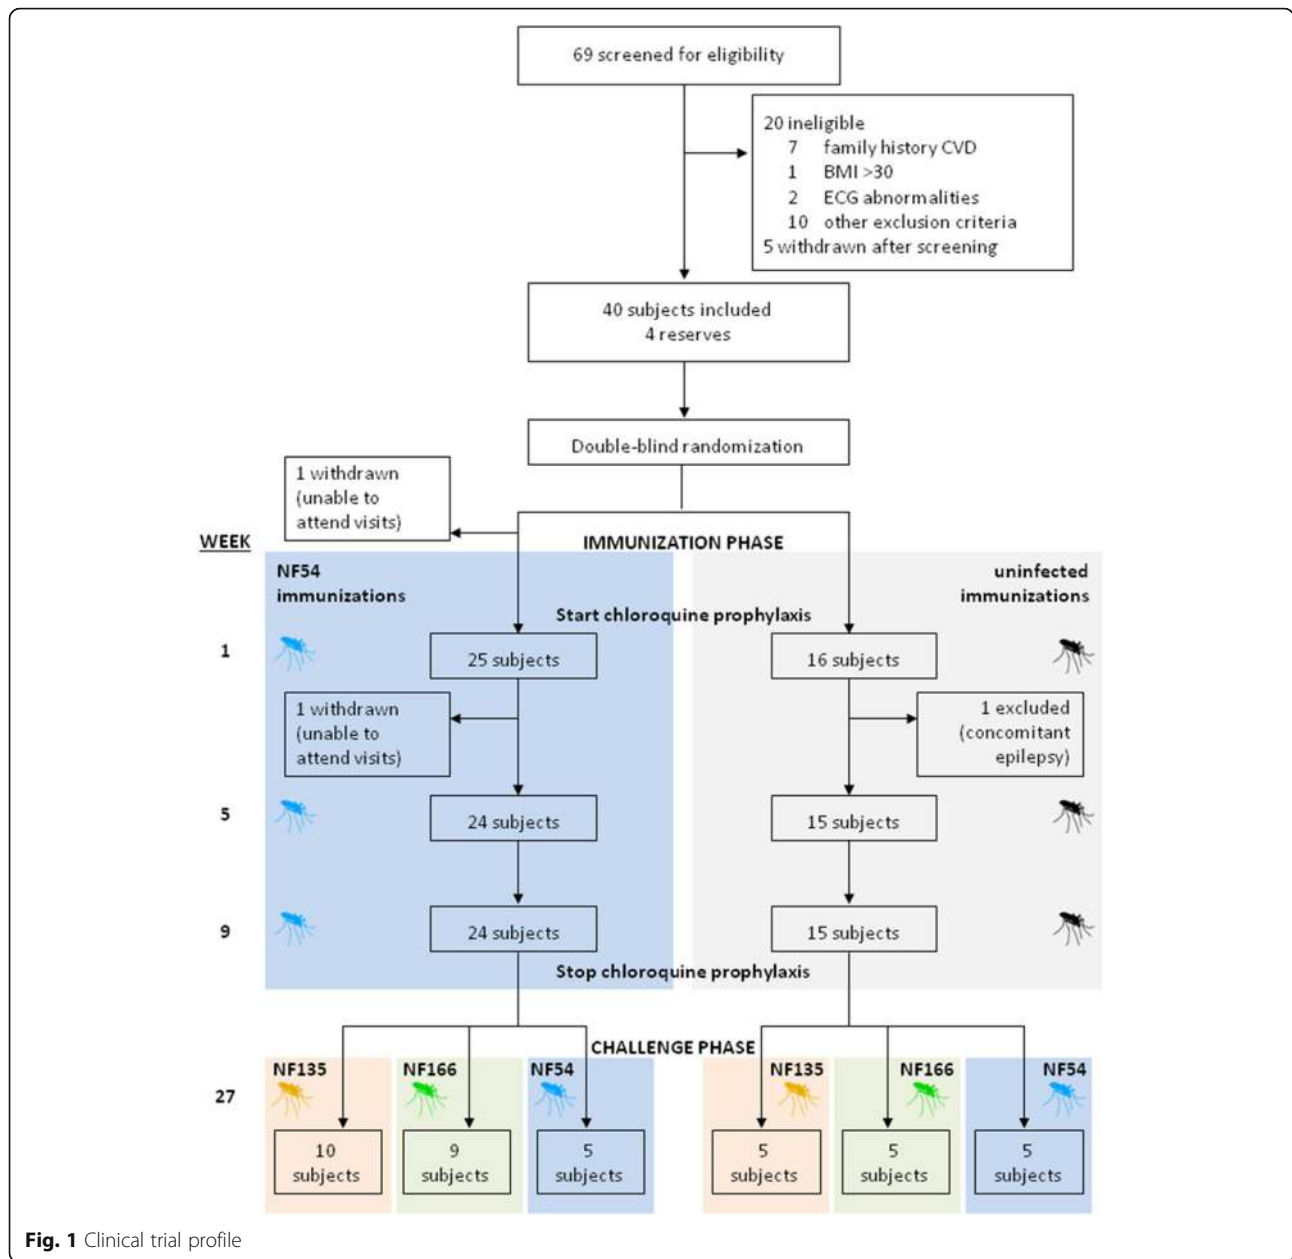 69 screened for eligibility
20 ineligible
7 family history CVD
1 BMI >30
2 ECG abnormalities
10 other exclusion criteria
5 withdrawn after screening
40 subjects included
4 reserves
Double-blind randomization
1 withdrawn
(unable to
attend visits)
WEEK
IMMUNIZATION PHASE
NF54
immunizations
uninfected
immunizations
Start chloroquine prophylaxis
1
25 subjects
16 subjects
1 withdrawn
(unable to
attend visits)
1 excluded
(concomitant
epilepsy)
5
24 subjects
15 subjects
9
24 subjects
15 subjects
Stop chloroquine prophylaxis
CHALLENGE PHASE
27
NF135
NF166
NF54
NF135
NF166
NF54
10
subjects
9
subjects
5
subjects
5
subjects
5
subjects
5
subjects
Fig. 1 Clinical trial profile